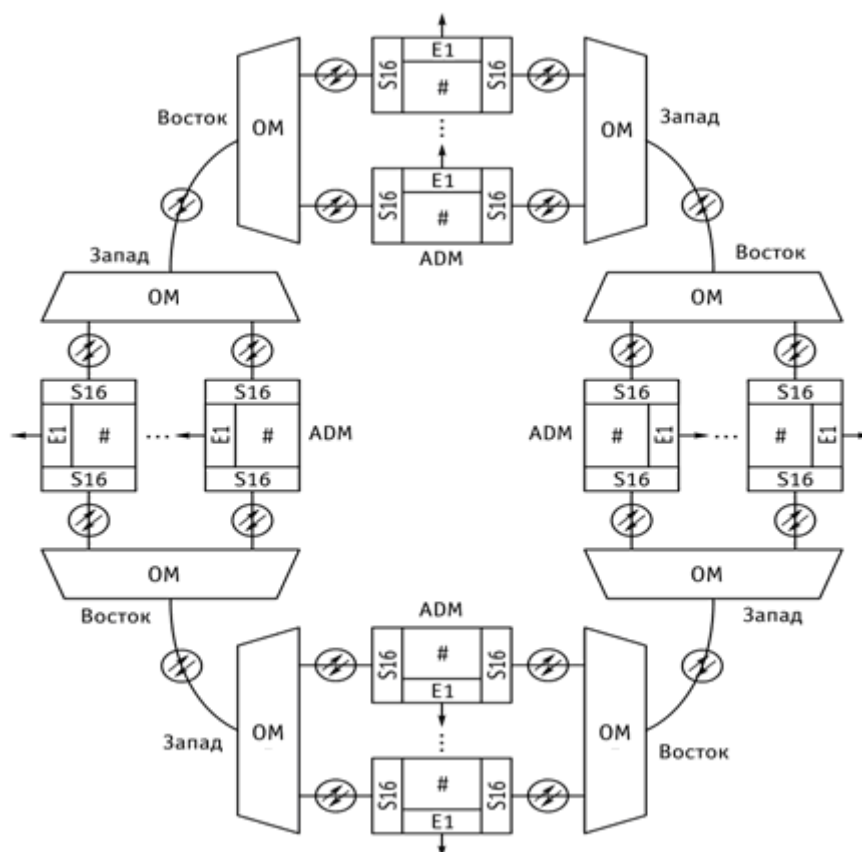 E1
S16 # S16
Восток OM OM Запад
E1
S16 # S16
ADM
Запад Восток
OM OM
S16 S16 S16 S16
E1 # E1 # ADM ADM # E1 # E1
S16 S16 S16 S16
OM OM
Восток ADM Запад
S16 # S16
E1
Запад OM OM Восток
S16 # S16
E1